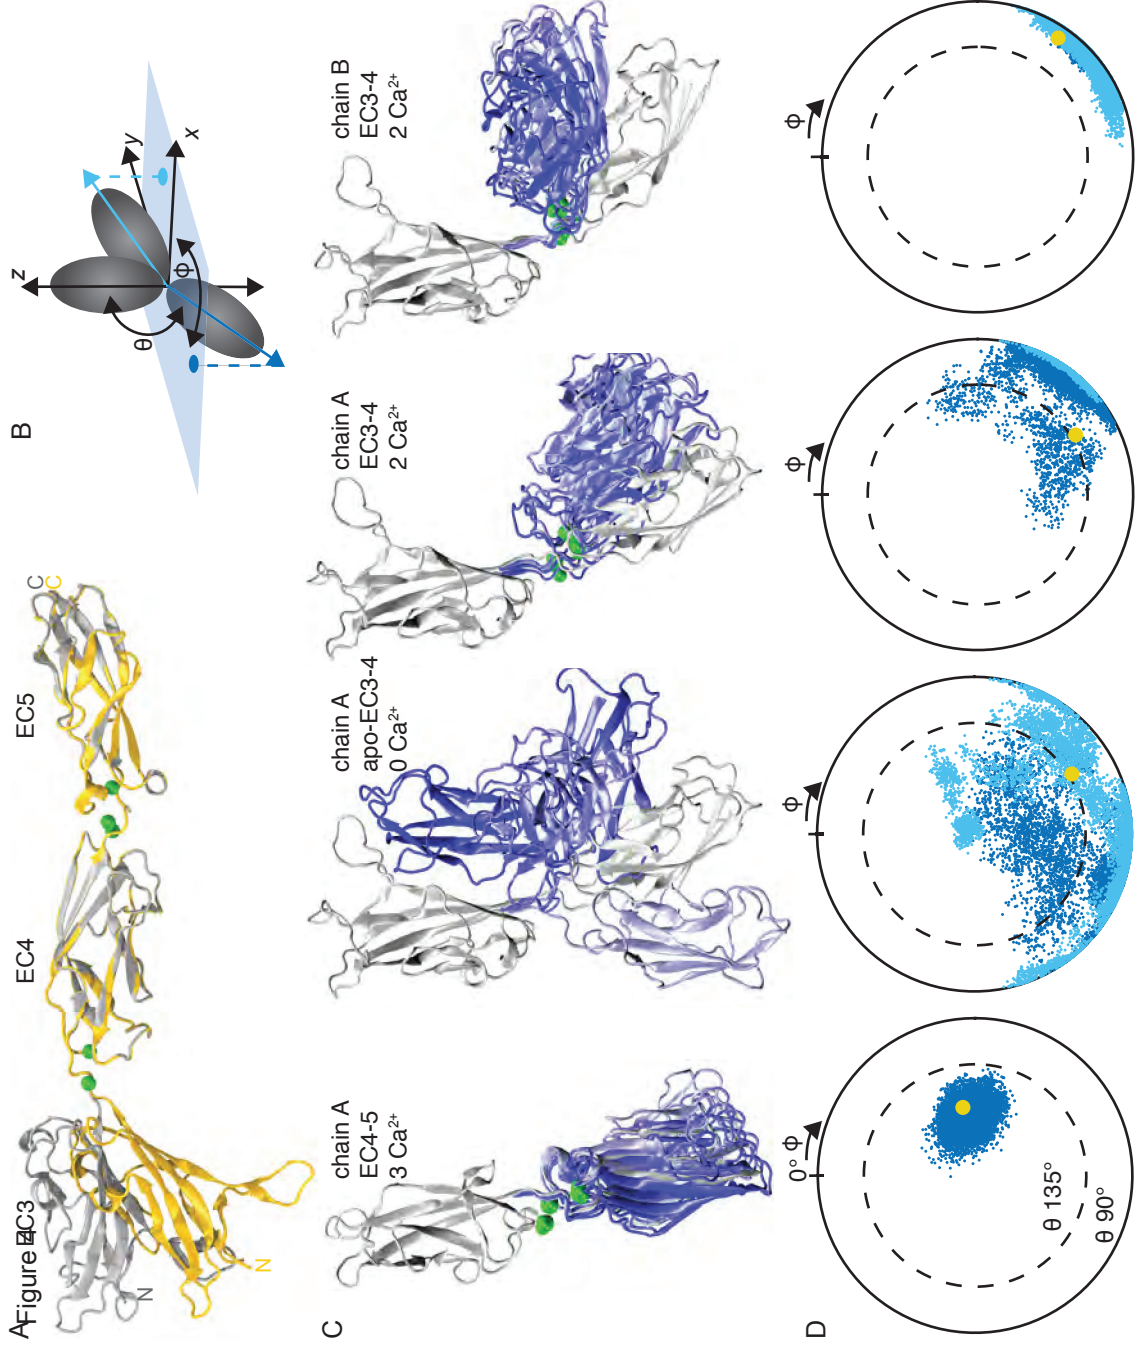 Figure 4
A
EC3
EC4
EC5
N
N
C
C
B
z
y
x
θ
ϕ
C
chain A
EC4-5
3 Ca²⁺
chain A
apo-EC3-4
0 Ca²⁺
chain A
EC3-4
2 Ca²⁺
chain B
EC3-4
2 Ca²⁺
D
0°
ϕ
θ 135°
θ 90°
ϕ
ϕ
ϕ